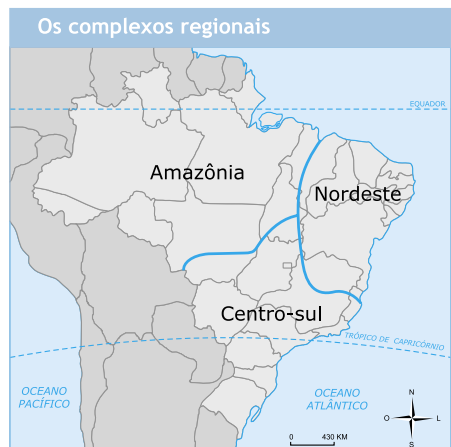 Os complexos regionais
EQUADOR
Amazônia
Nordeste
Centro-sul
TRÓPICO DE CAPRICÓRNIO
OCEANO
PACÍFICO
OCEANO
ATLÂNTICO
N
O
L
S
0 430 KM